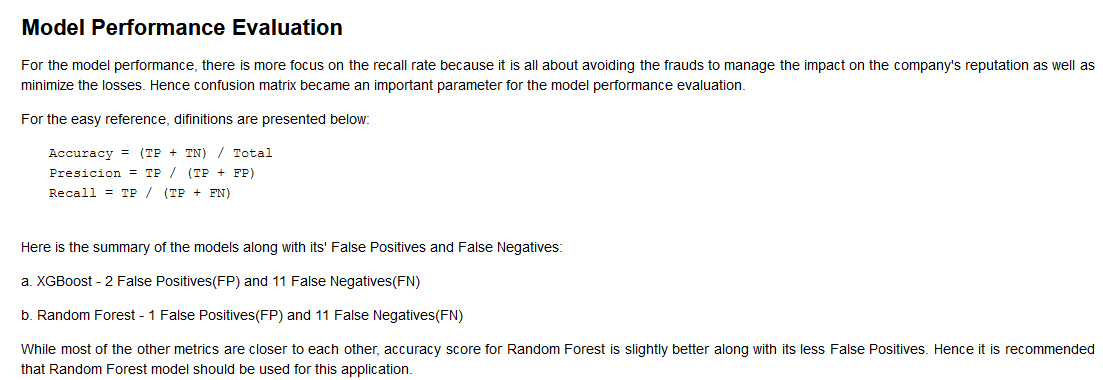 Model Performance Evaluation
For the model performance, there is more focus on the recall rate because it is all about avoiding the frauds to manage the impact on the company's reputation as well as
minimize the losses. Hence confusion matrix became an important parameter for the model performance evaluation.
For the easy reference, difinitions are presented below:
Accuracy = (TP + TN) / Total
Presicion = TP / (TP + FP)
Recall = TP / (TP + FN)
Here is the summary of the models along with its' False Positives and False Negatives:
a. XGBoost - 2 False Positives(FP) and 11 False Negatives(FN)
b. Random Forest - 1 False Positives(FP) and 11 False Negatives(FN)
While most of the other metrics are closer to each other, accuracy score for Random Forest is slightly better along with its less False Positives. Hence it is recommended
that Random Forest model should be used for this application.